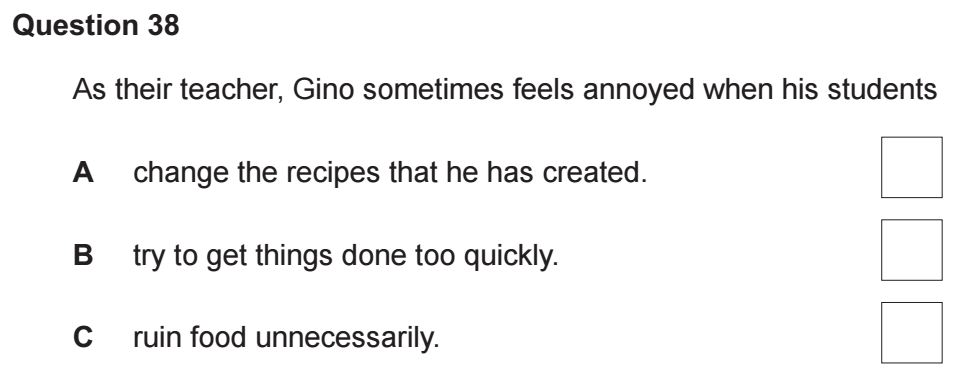 Question 38
As their teacher, Gino sometimes feels annoyed when his students
A change the recipes that he has created.
B try to get things done too quickly.
C ruin food unnecessarily.